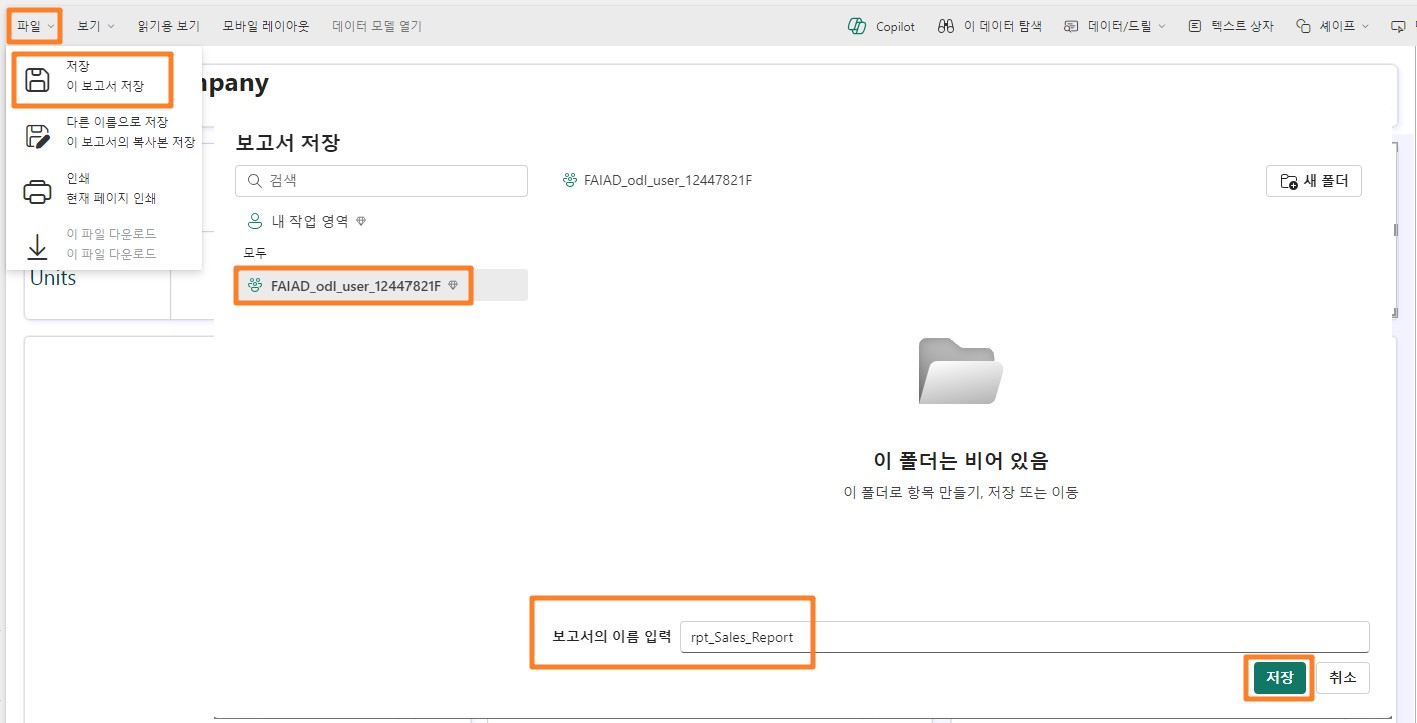 파일 보기 읽기용 보기 모바일 레이아웃 데이터 모델 열기 Copilot 이 데이터 탐색 데이터/드릴 텍스트 상자 셰이프
저장
이 보고서 저장
다른 이름으로 저장
이 보고서의 복사본 저장
인쇄
현재 페이지 인쇄
이 파일 다운로드
이 파일 다운로드
Units
보고서 저장
검색
FAIAD_odl_user_12447821F
새 폴더
내 작업 영역
모두
FAIAD_odl_user_12447821F
이 폴더는 비어 있음
이 폴더로 항목 만들기, 저장 또는 이동
보고서의 이름 입력 rpt_Sales_Report
저장 취소